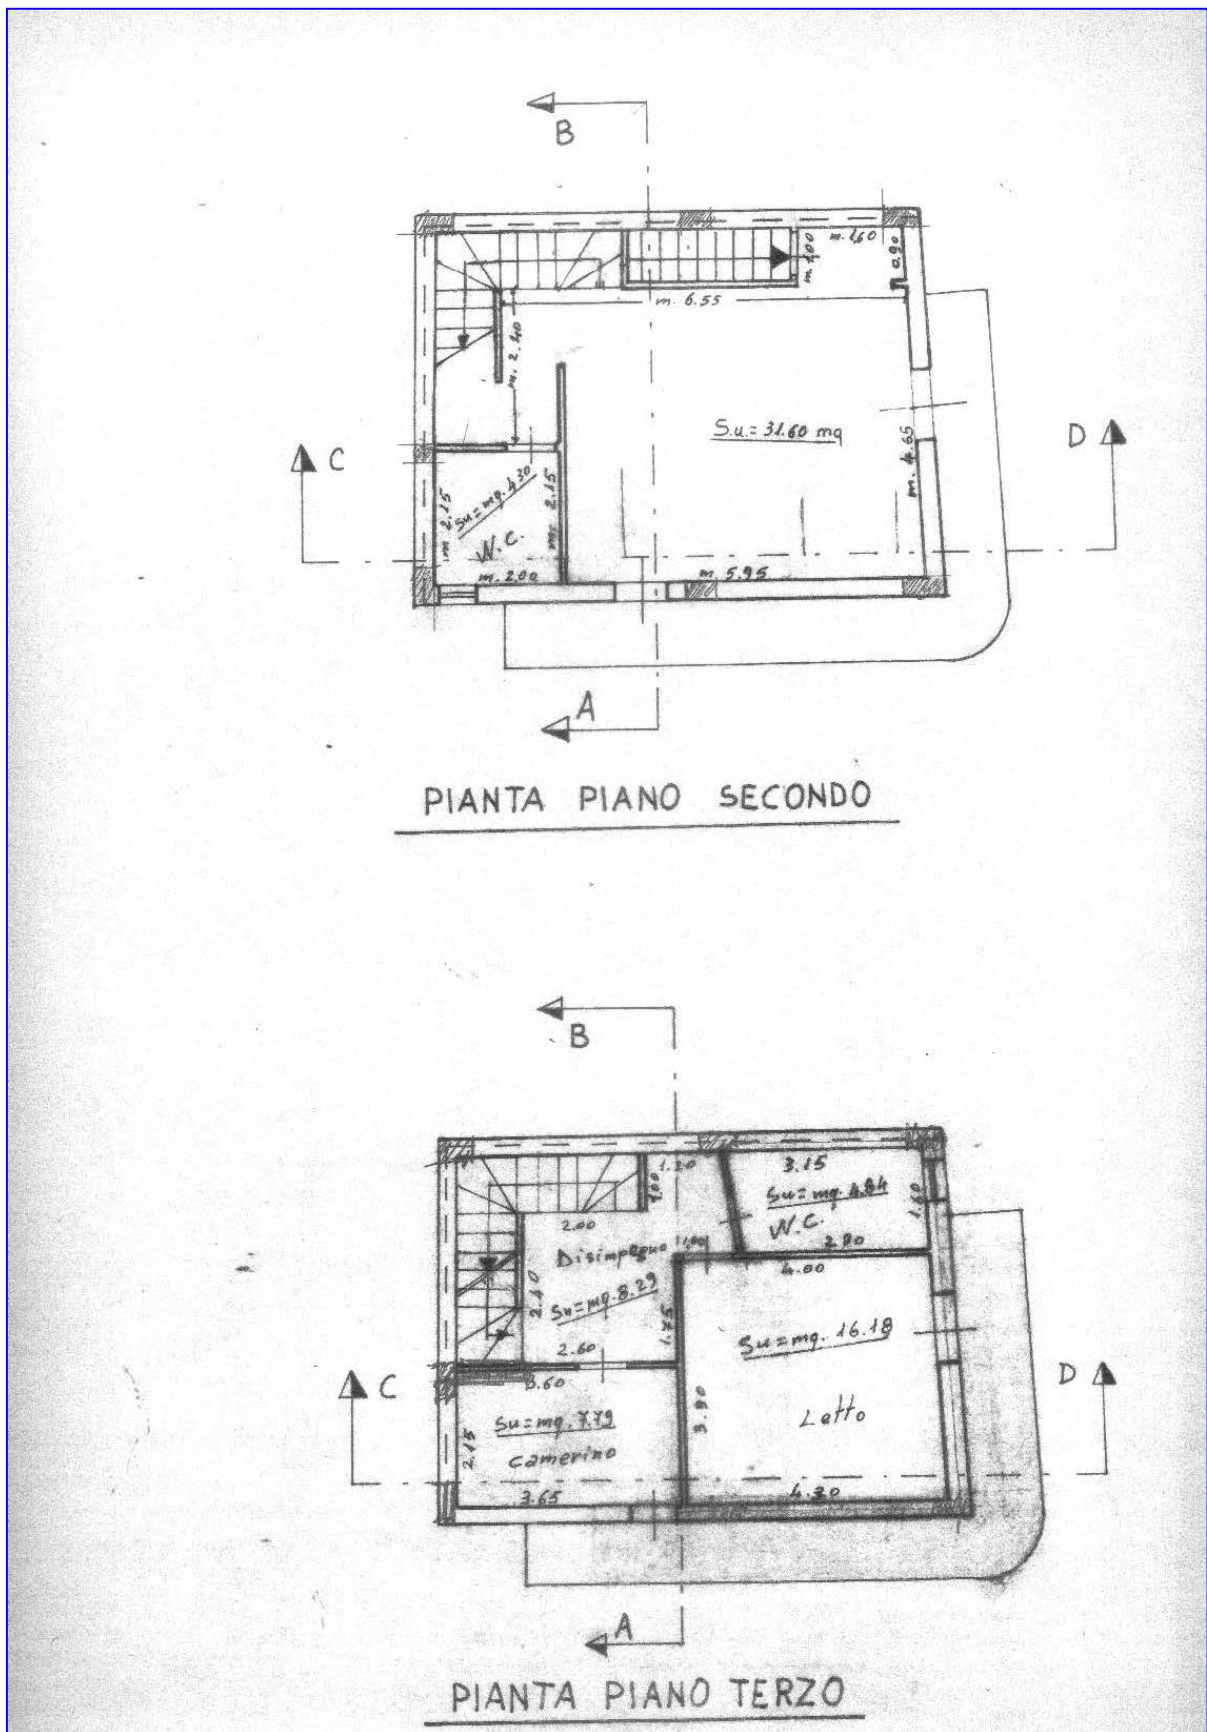 B
m. 1,60
m. 1,00
0.90
m. 6.55
m. 2.40
S.u.= 31.60 mq
C
D
m. 4.65
m 2.15
Su= mq. 4.30
m. 2.15
W.C.
m. 2.00
m. 5.95
A
PIANTA PIANO SECONDO
B
1.20
3.15
1,00
Su= mq. 4.84
1.60
W.C.
2.00
2.90
Disimpegno
4.00
2.40
Su= mq. 8.29
1.75
Su= mq. 16.18
2.60
C
D
3.60
Su= mq. 7.79
3.90
Letto
2.15
camerino
3.65
4.30
A
PIANTA PIANO TERZO